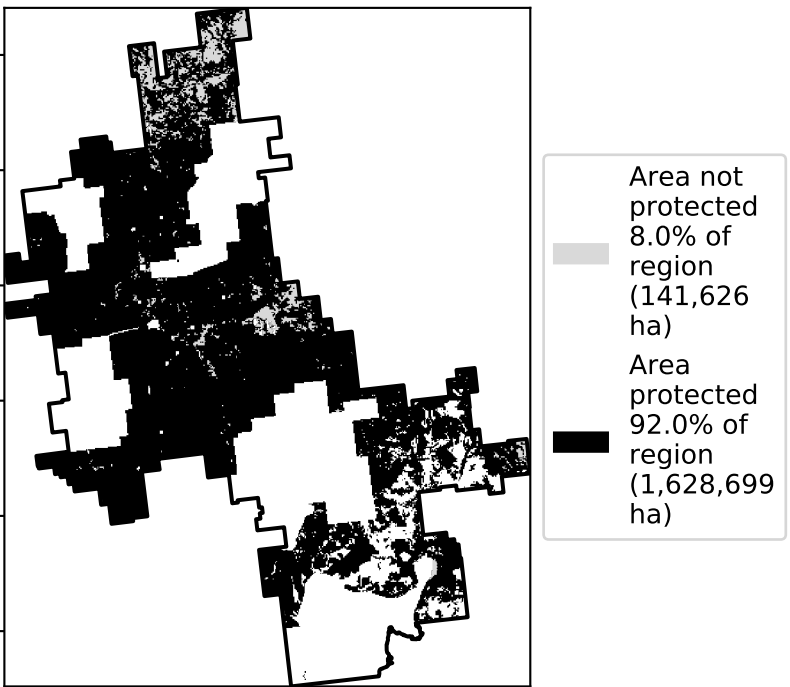 Area not
protected
8.0% of
region
(141,626
ha)
Area
protected
92.0% of
region
(1,628,699
ha)